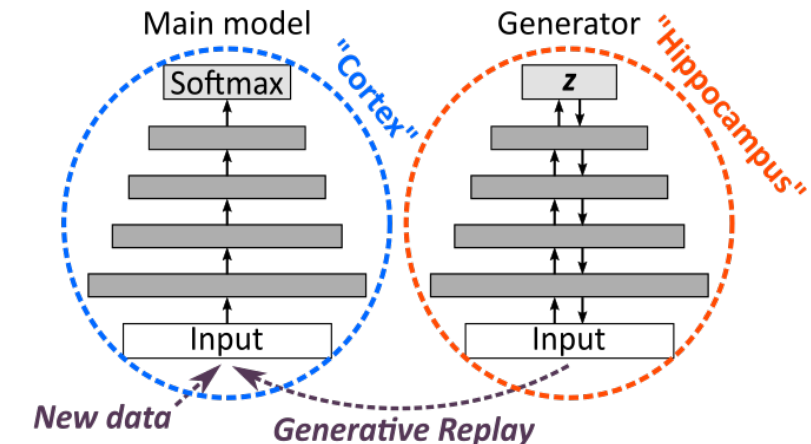 Main model
Generator
"Cortex"
"Hippocampus"
Softmax
z
Input
Input
New data
Generative Replay